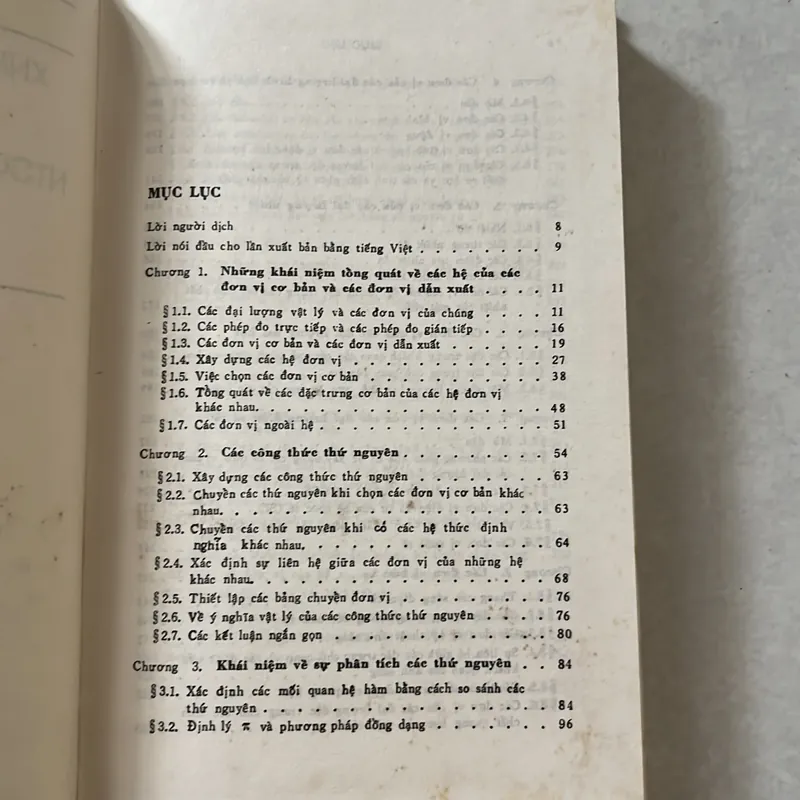 MỤC LỤC
Lời người dịch 8
Lời nói đầu cho lần xuất bản bằng tiếng Việt . . . . . . . . 9
Chương 1. Những khái niệm tổng quát về các hệ của các
đơn vị cơ bản và các đơn vị dẫn xuất . . . . 11
§1.1. Các đại lượng vật lý và các đơn vị của chúng . . . . 11
§1.2. Các phép đo trực tiếp và các phép đo gián tiếp . . . . 16
§1.3. Các đơn vị cơ bản và các đơn vị dẫn xuất . . . . . . 19
§1.4. Xây dựng các hệ đơn vị . . . . . . . . . . . . 27
§1.5. Việc chọn các đơn vị cơ bản . . . . . . . . . . . 38
§1.6. Tổng quát về các đặc trưng cơ bản của các hệ đơn vị
khác nhau. . . . . . . . . . . . . . . . . . 48
§1.7. Các đơn vị ngoài hệ . . . . . . . . . . . . . . 51
Chương 2. Các công thức thứ nguyên . . . . . . . . . . 54
§2.1. Xây dựng các công thức thứ nguyên . . . . . . . . . 63
§2.2. Chuyển các thứ nguyên khi chọn các đơn vị cơ bản khác
nhau. . . . . . . . . . . . . . . . . . . . 63
§2.3. Chuyển các thứ nguyên khi có các hệ thức định
nghĩa khác nhau. . . . . . . . . . . . . . . . 64
§2.4. Xác định sự liên hệ giữa các đơn vị của những hệ
khác nhau. . . . . . . . . . . . . . . . . . 68
§2.5. Thiết lập các bảng chuyển đơn vị . . . . . . . . . 76
§2.6. Về ý nghĩa vật lý của các công thức thứ nguyên . . . . 76
§2.7. Các kết luận ngắn gọn . . . . . . . . . . . . . 80
Chương 3. Khái niệm về sự phân tích các thứ nguyên . . 84
§3.1. Xác định các mối quan hệ hàm bằng cách so sánh các
thứ nguyên . . . . . . . . . . . . . . . . . . 84
§3.2. Định lý π và phương pháp đồng dạng . . . . . . . 96